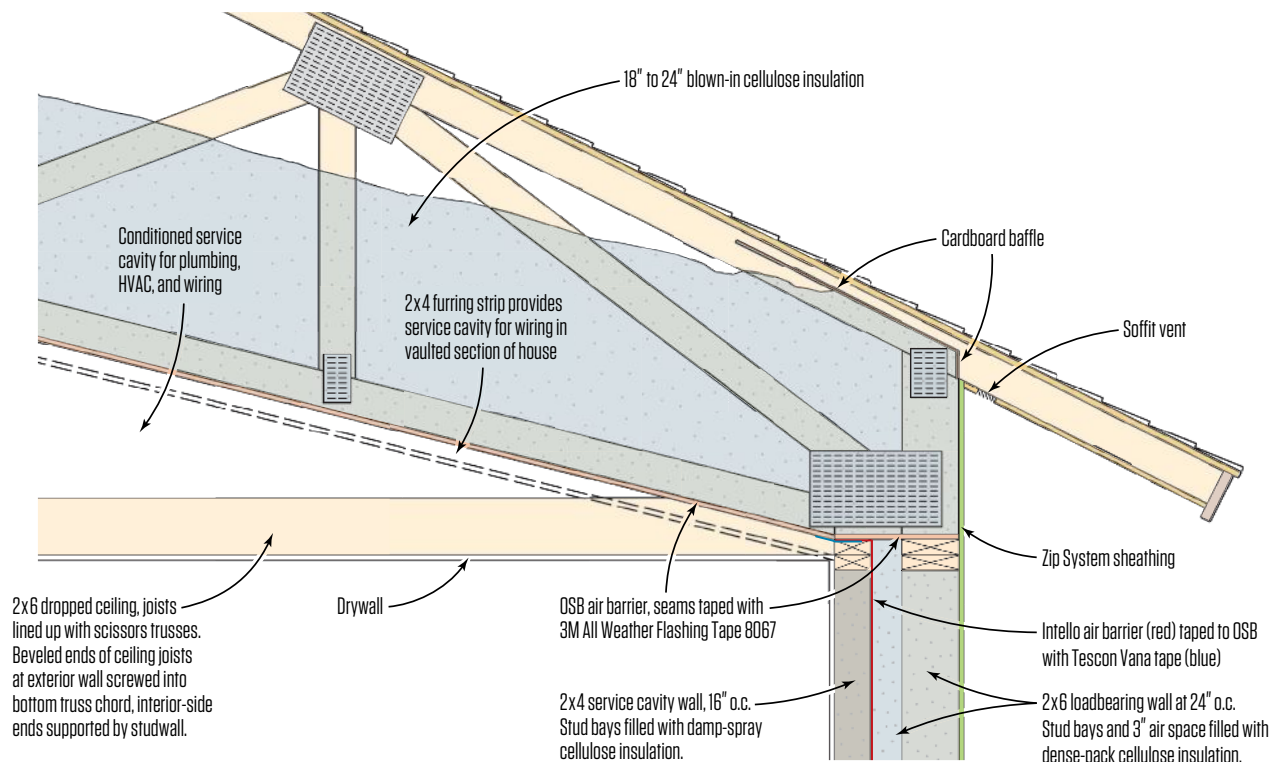 18" to 24" blown-in cellulose insulation
Conditioned service
cavity for plumbing,
HVAC, and wiring
2x4 furring strip provides
service cavity for wiring in
vaulted section of house
Cardboard baffle
Soffit vent
Zip System sheathing
2x6 dropped ceiling, joists
lined up with scissors trusses.
Beveled ends of ceiling joists
at exterior wall screwed into
bottom truss chord, interior-side
ends supported by studwall.
Drywall
OSB air barrier, seams taped with
3M All Weather Flashing Tape 8067
Intello air barrier (red) taped to OSB
with Tescon Vana tape (blue)
2x4 service cavity wall, 16" o.c.
Stud bays filled with damp-spray
cellulose insulation.
2x6 loadbearing wall at 24" o.c.
Stud bays and 3" air space filled with
dense-pack cellulose insulation.